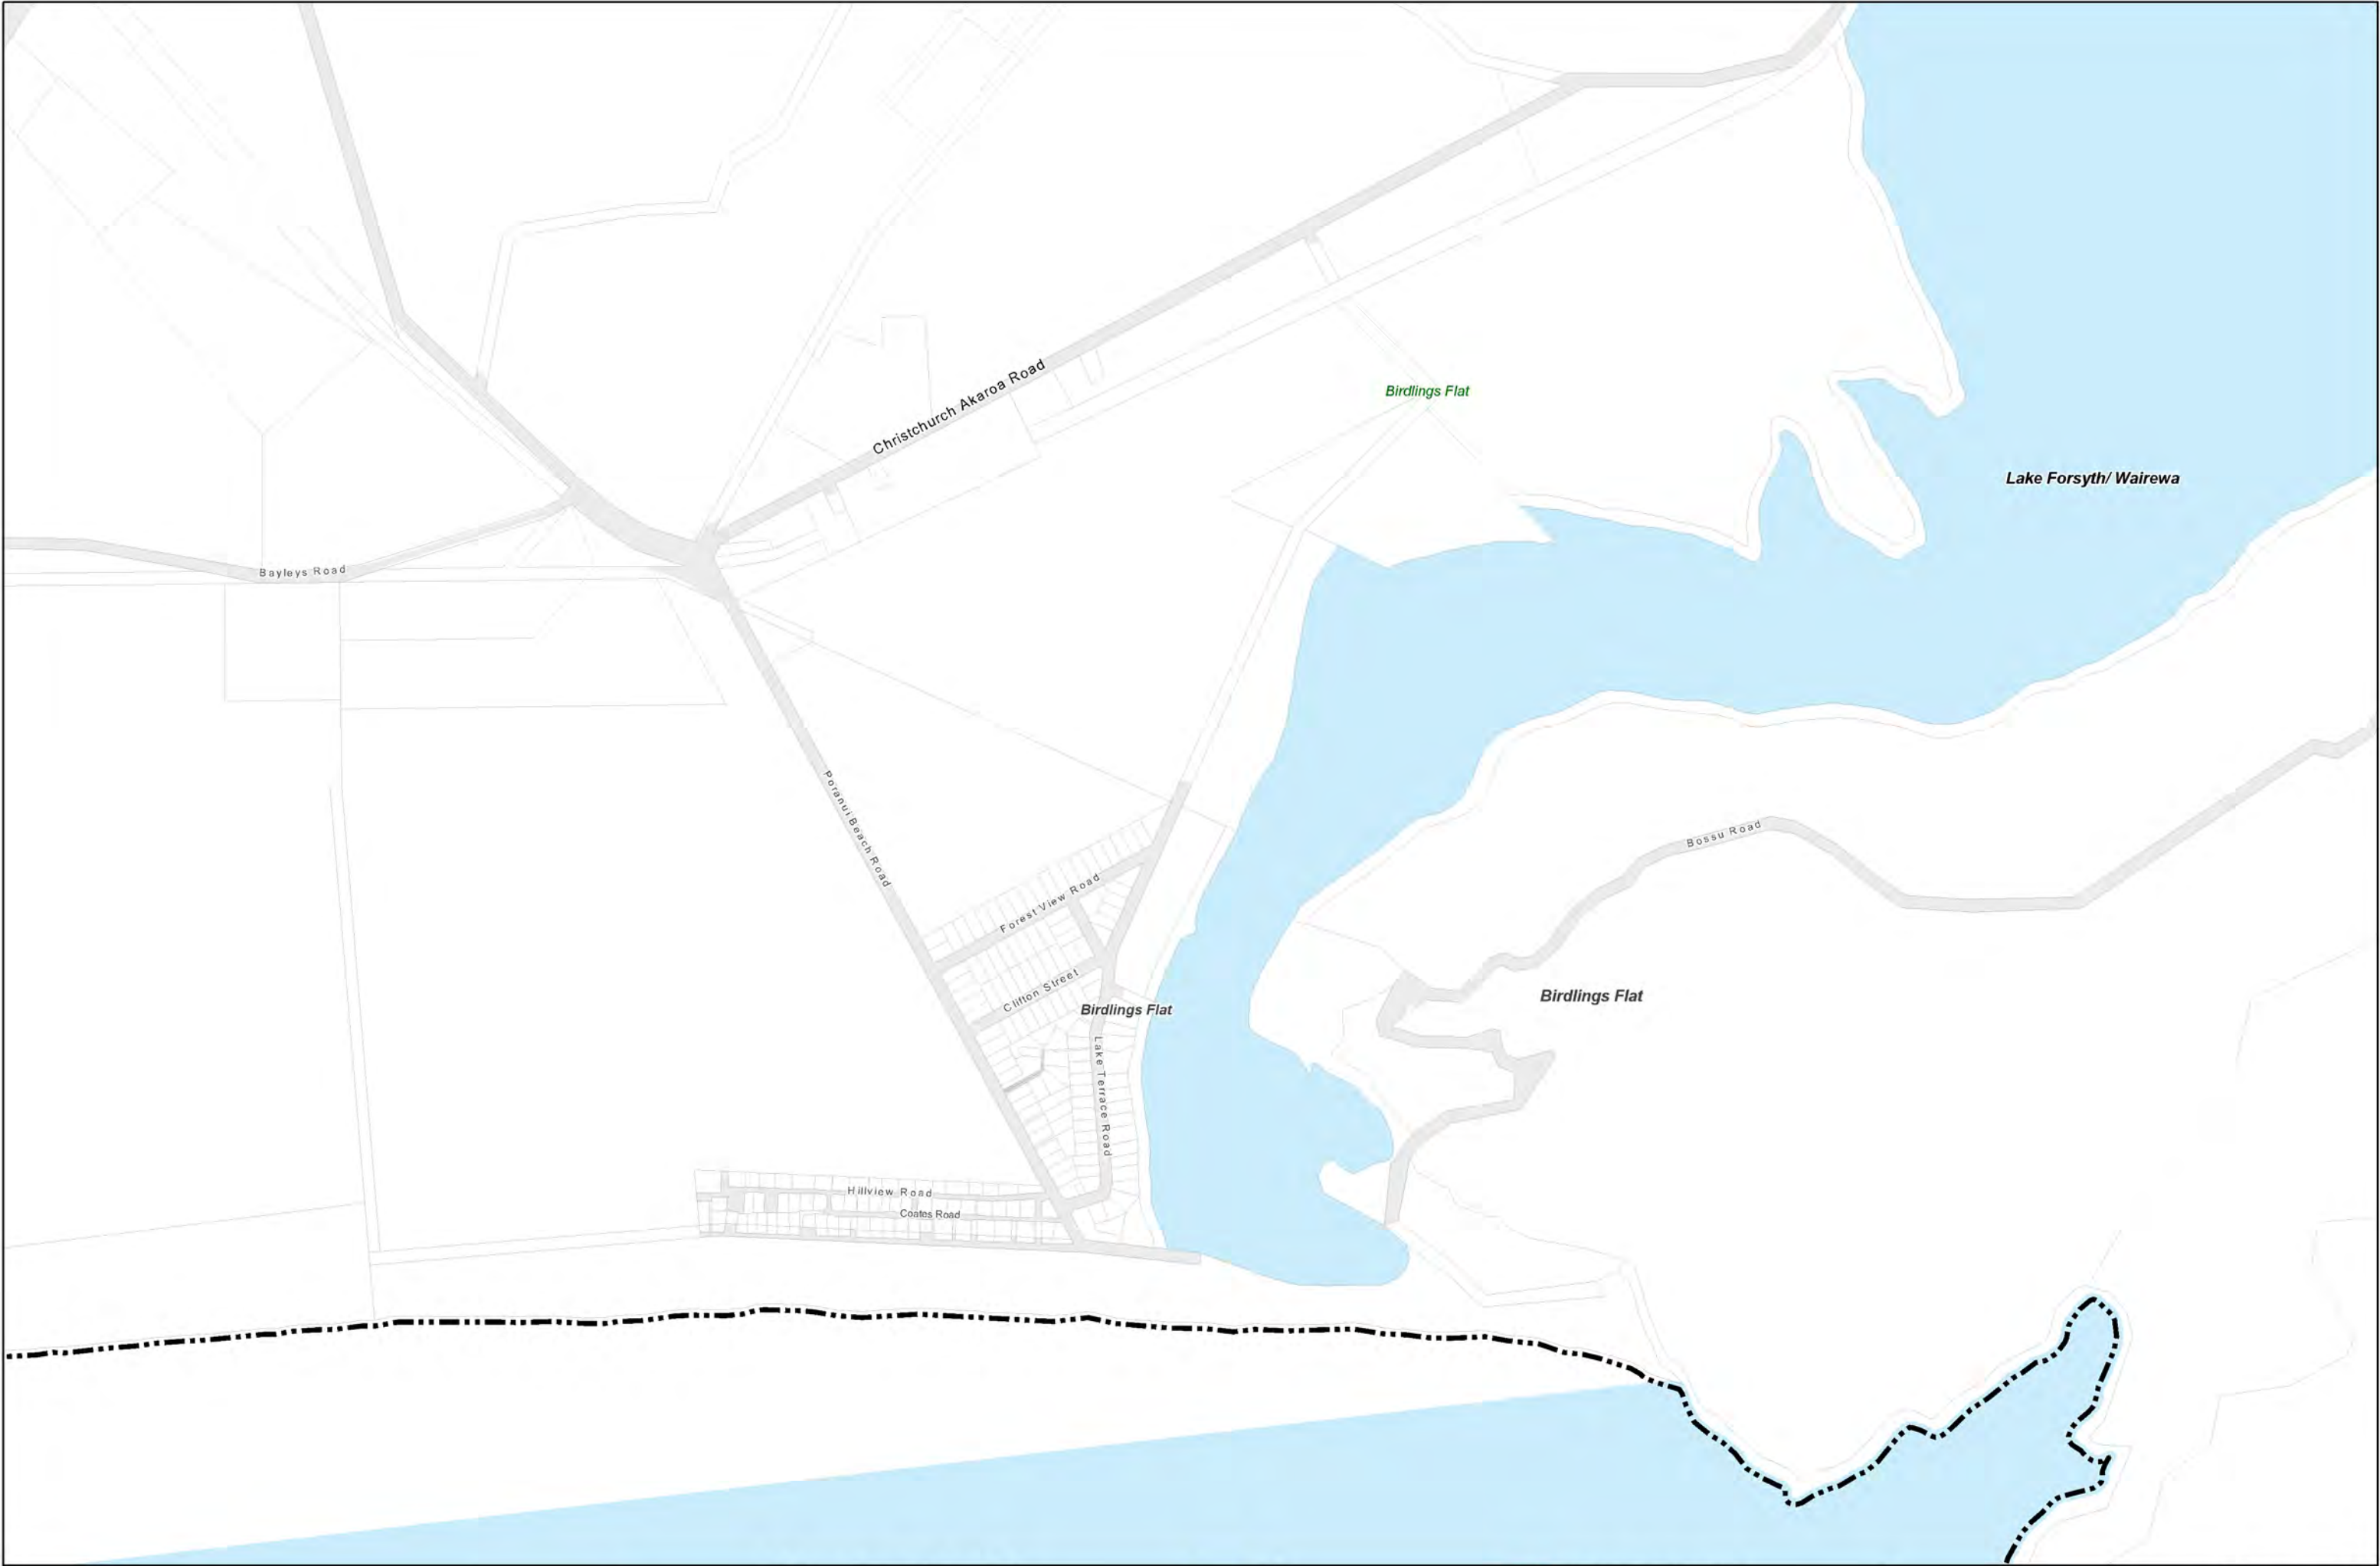 Christchurch Akaroa Road
Birdlings Flat
Lake Forsyth/ Wairewa
Bayleys Road
Poranui Beach Road
Bossu Road
Forest View Road
Clifton Street
Birdlings Flat
Birdlings Flat
Lake Terrace Road
Hillview Road
Coates Road